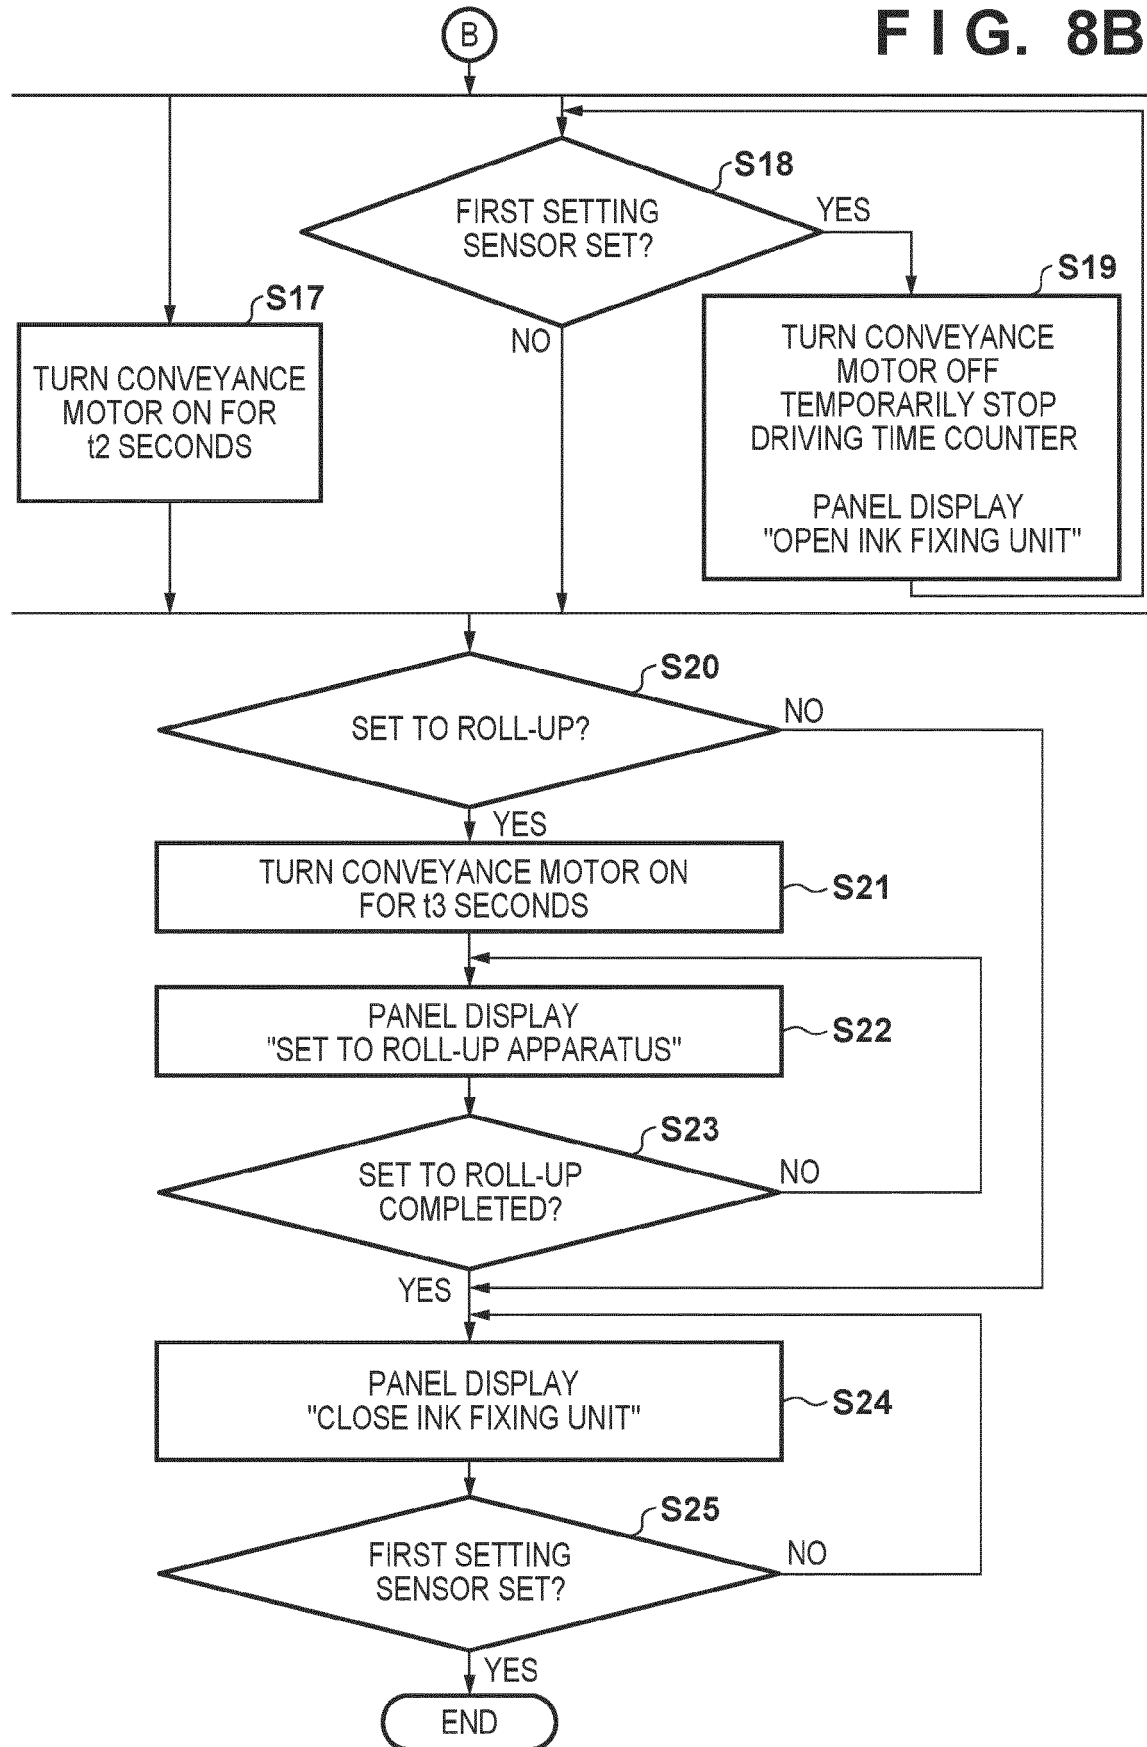 FIG. 8B
B
S18
FIRST SETTING
SENSOR SET?
YES
S19
S17
NO
TURN CONVEYANCE
MOTOR ON FOR
t2 SECONDS
TURN CONVEYANCE
MOTOR OFF
TEMPORARILY STOP
DRIVING TIME COUNTER
PANEL DISPLAY
"OPEN INK FIXING UNIT"
S20
SET TO ROLL-UP?
NO
YES
TURN CONVEYANCE MOTOR ON
FOR t3 SECONDS
S21
PANEL DISPLAY
"SET TO ROLL-UP APPARATUS"
S22
S23
SET TO ROLL-UP
COMPLETED?
NO
YES
PANEL DISPLAY
"CLOSE INK FIXING UNIT"
S24
S25
FIRST SETTING
SENSOR SET?
NO
YES
END